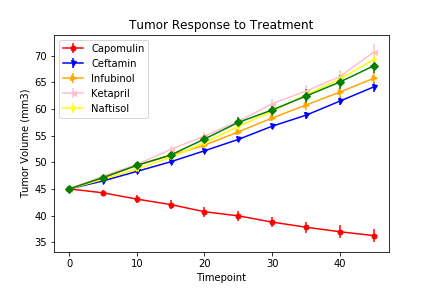 Tumor Response to Treatment
Capomulin
Ceftamin
Infubinol
Ketapril
Naftisol
Tumor Volume (mm3)
70
65
60
55
50
45
40
35
0
10
20
30
40
Timepoint